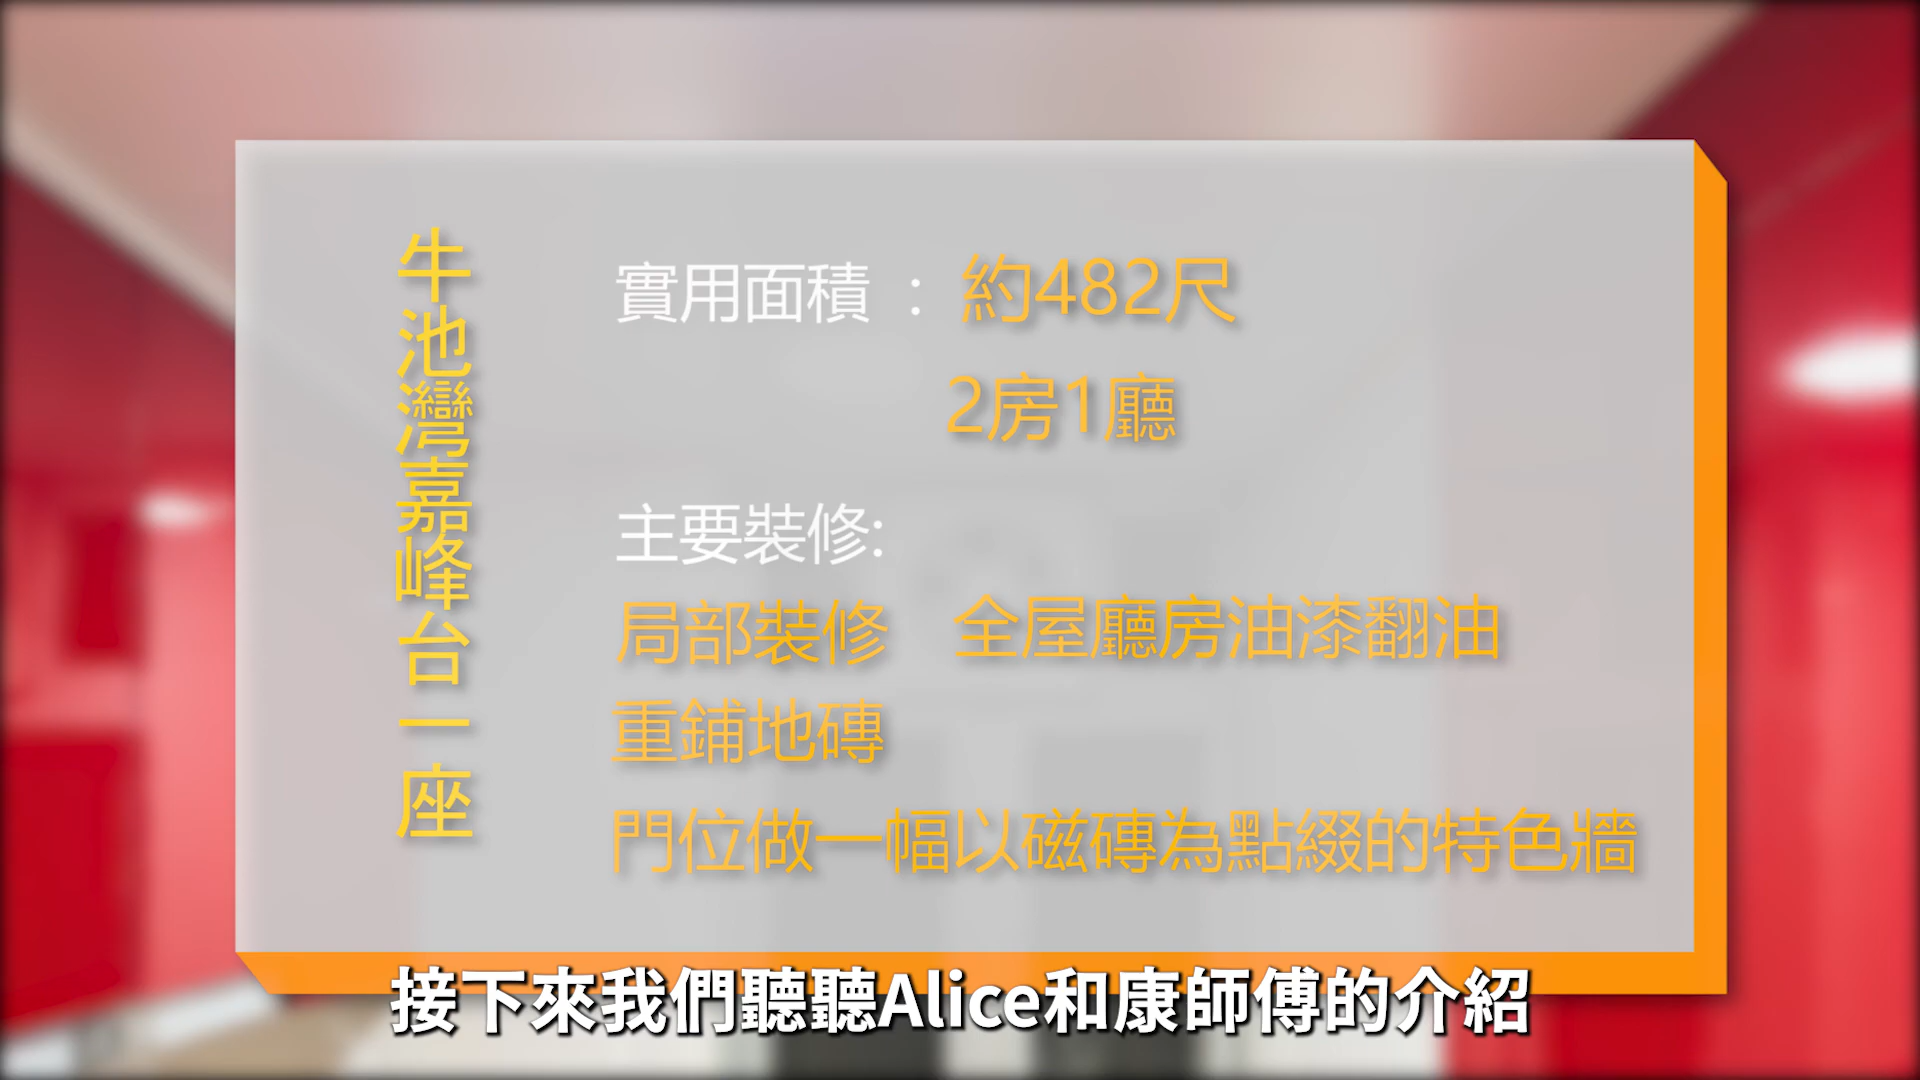 牛池灣嘉峰台一座
實用面積 : 約482尺
2房1廳
主要裝修:
局部裝修 全屋廳房油漆翻油
重鋪地磚
門位做一幅以磁磚為點綴的特色牆
接下來我們聽聽Alice和康師傅的介紹